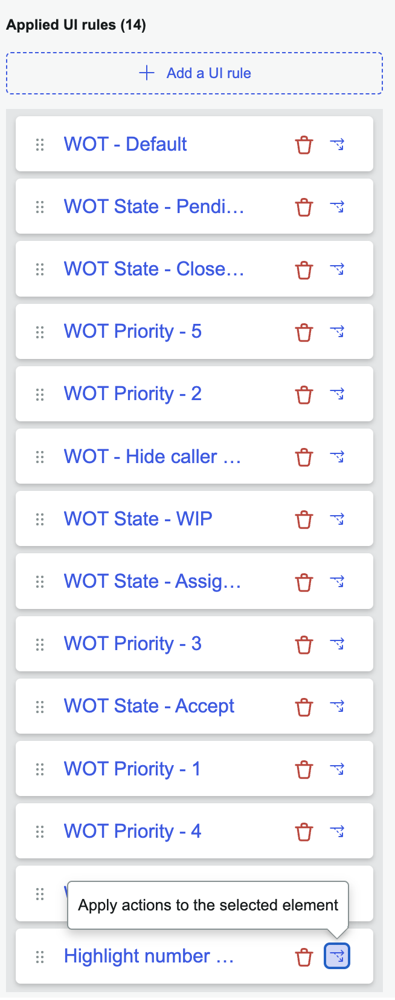 Applied UI rules (14)
Add a UI rule
WOT - Default
WOT State - Pendi...
WOT State - Close...
WOT Priority - 5
WOT Priority - 2
WOT - Hide caller ...
WOT State - WIP
WOT State - Assig...
WOT Priority - 3
WOT State - Accept
WOT Priority - 1
WOT Priority - 4
Apply actions to the selected element
Highlight number ...